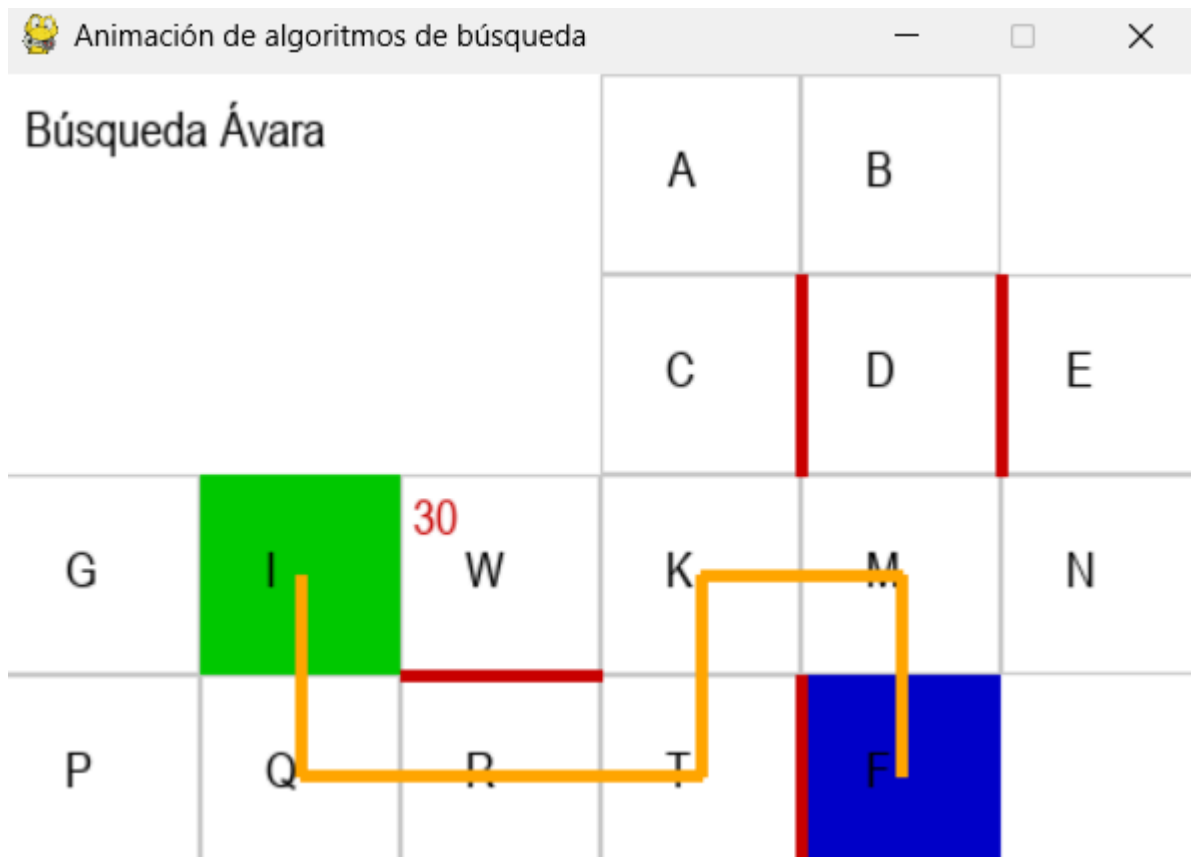 Animación de algoritmos de búsqueda
Búsqueda Ávara
A B
C D E
30
G I W K M N
P Q R T F